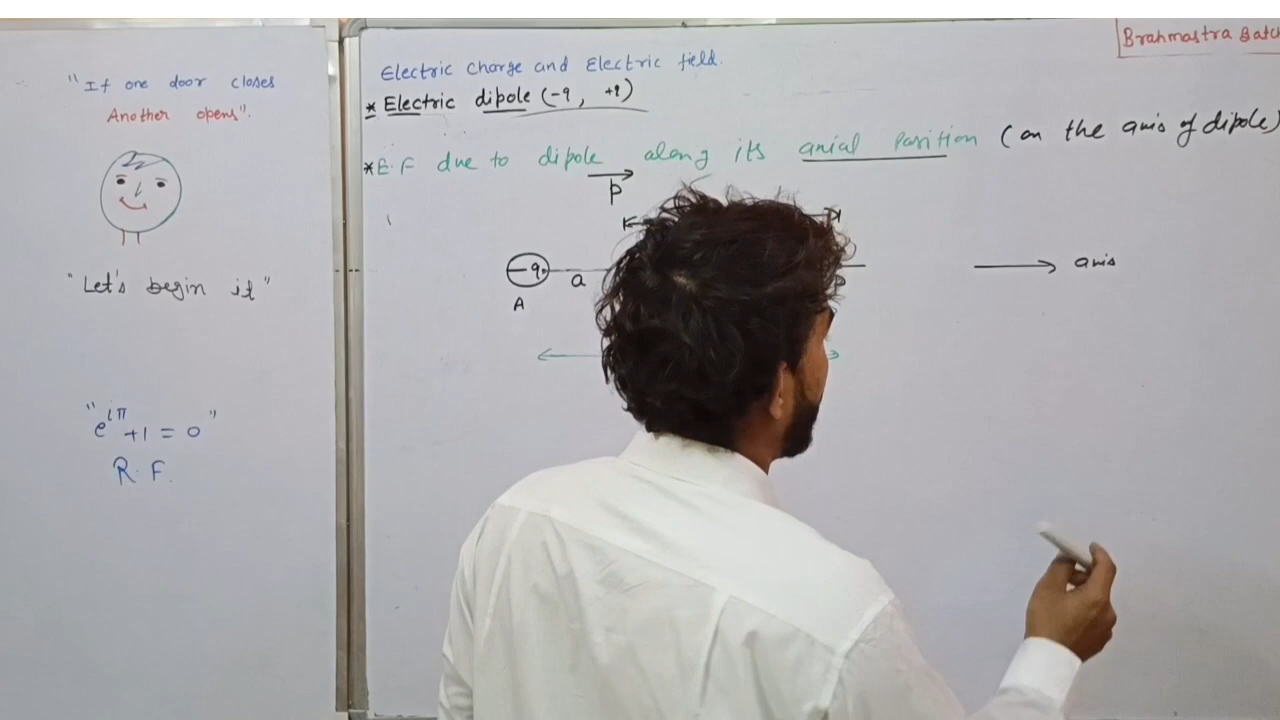 "If one door closes
Another opens".
"Let's begin it"
"e^iπ +1 = 0"
R. F.
Brahmastra Batch
Electric Charge and Electric field.
* Electric dipole (-q, +q)
* E.F due to dipole along its axial Position (on the axis of dipole)
p
-q a P axis
A